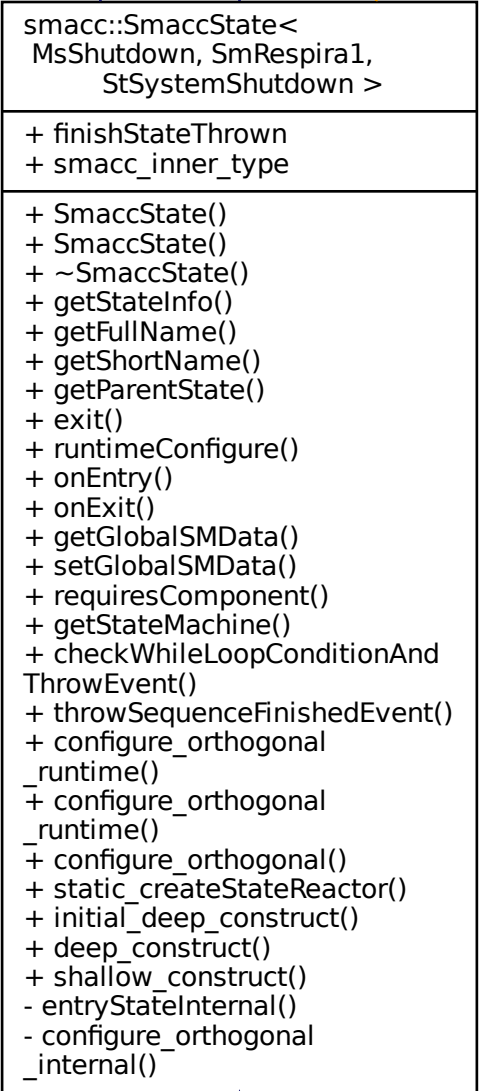 smacc::SmaccState<
MsShutdown, SmRespira1,
StSystemShutdown >
+ finishStateThrown
+ smacc_inner_type
+ SmaccState()
+ SmaccState()
+ ~SmaccState()
+ getStateInfo()
+ getFullName()
+ getShortName()
+ getParentState()
+ exit()
+ runtimeConfigure()
+ onEntry()
+ onExit()
+ getGlobalSMData()
+ setGlobalSMData()
+ requiresComponent()
+ getStateMachine()
+ checkWhileLoopConditionAnd
ThrowEvent()
+ throwSequenceFinishedEvent()
+ configure_orthogonal
_runtime()
+ configure_orthogonal
_runtime()
+ configure_orthogonal()
+ static_createStateReactor()
+ initial_deep_construct()
+ deep_construct()
+ shallow_construct()
- entryStateInternal()
- configure_orthogonal
_internal()